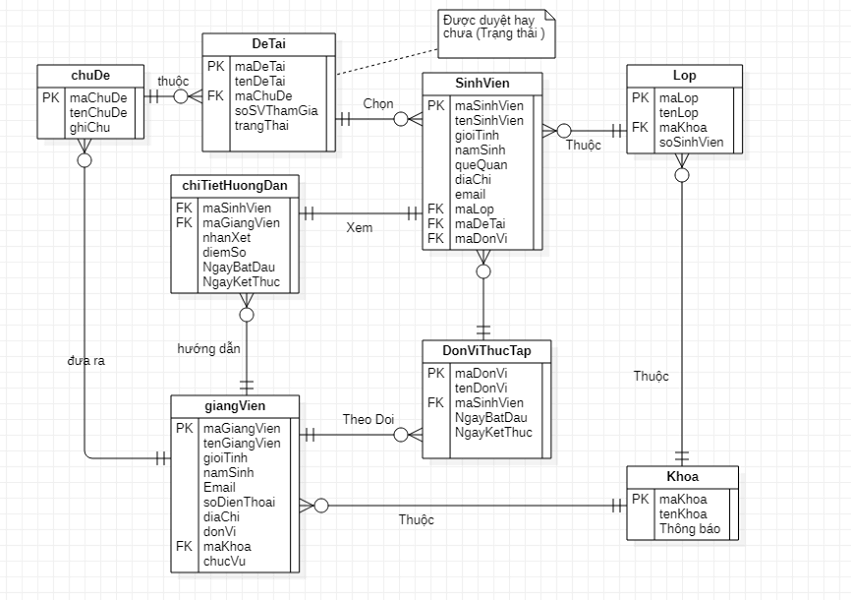 Được duyệt hay
chưa (Trạng thái )
DeTai
PK maDeTai
tenDeTai
FK maChuDe
soSVThamGia
trangThai
chuDe
PK maChuDe
tenChuDe
ghiChu
thuộc
SinhVien
PK maSinhVien
tenSinhVien
gioiTinh
namSinh
queQuan
diaChi
email
FK maLop
FK maDeTai
FK maDonVi
Chọn
Lop
PK maLop
tenLop
FK maKhoa
soSinhVien
Thuộc
chiTietHuongDan
FK maSinhVien
FK maGiangVien
nhanXet
diemSo
NgayBatDau
NgayKetThuc
Xem
hướng dẫn
đưa ra
DonViThucTap
PK maDonVi
tenDonVi
FK maSinhVien
NgayBatDau
NgayKetThuc
Thuộc
giangVien
PK maGiangVien
tenGiangVien
gioiTinh
namSinh
Email
soDienThoai
diaChi
donVi
FK maKhoa
chucVu
Theo Doi
Khoa
PK maKhoa
tenKhoa
Thông báo
Thuộc